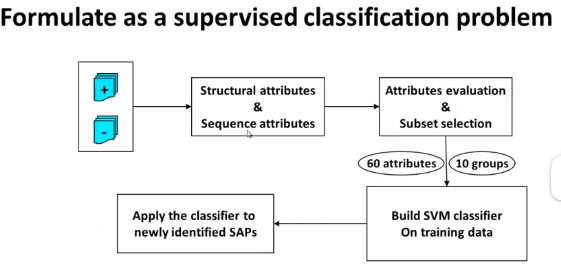 Formulate as a supervised classification problem
+
-
Structural attributes
&
Sequence attributes
Attributes evaluation
&
Subset selection
60 attributes
10 groups
Build SVM classifier
On training data
Apply the classifier to
newly identified SAPs